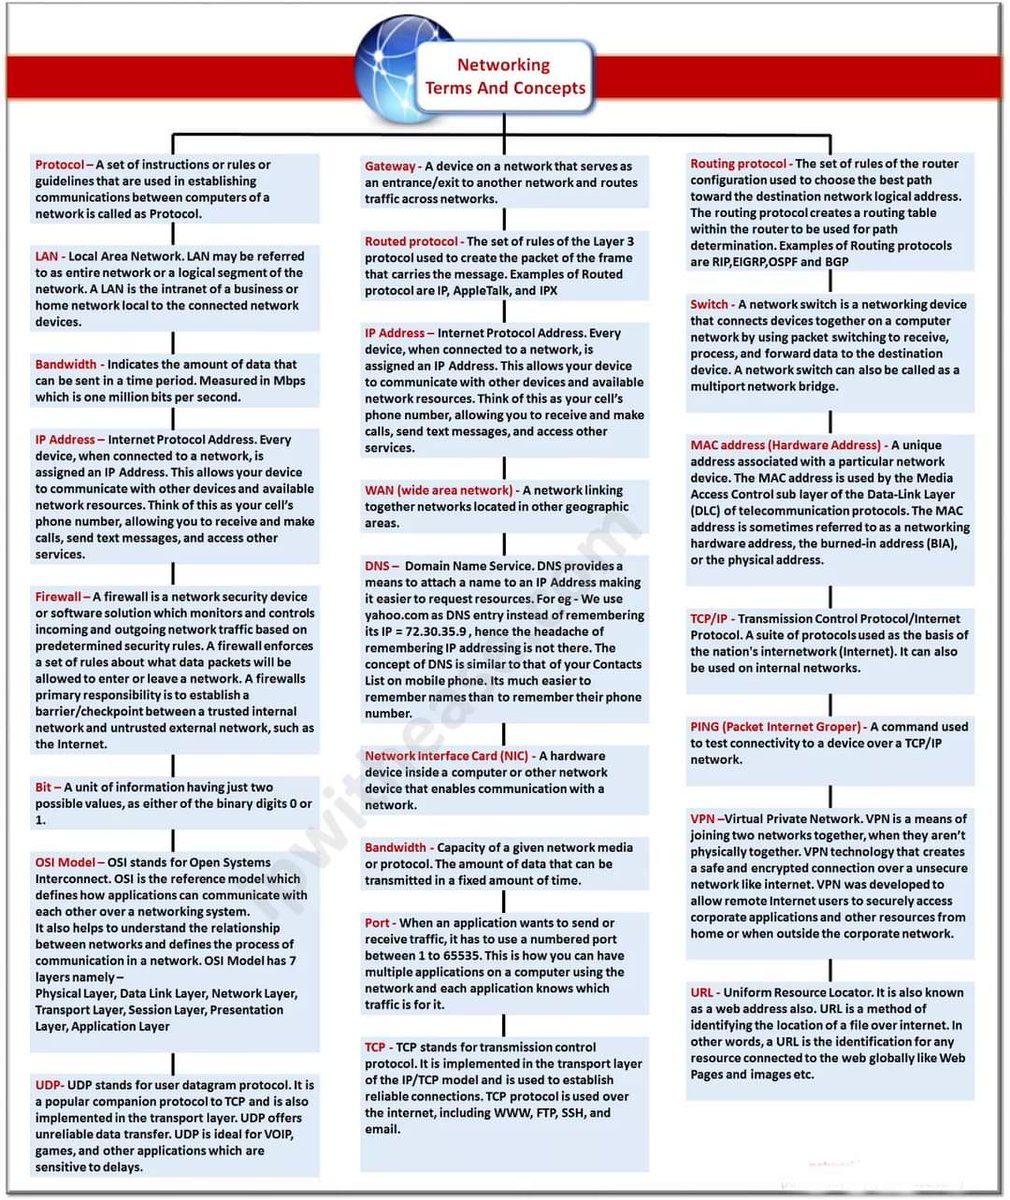 Networking
Terms And Concepts
Protocol – A set of instructions or rules or
guidelines that are used in establishing
communications between computers of a
network is called as Protocol.
LAN - Local Area Network. LAN may be referred
to as entire network or a logical segment of the
network. A LAN is the intranet of a business or
home network local to the connected network
devices.
Bandwidth - Indicates the amount of data that
can be sent in a time period. Measured in Mbps
which is one million bits per second.
IP Address – Internet Protocol Address. Every
device, when connected to a network, is
assigned an IP Address. This allows your device
to communicate with other devices and available
network resources. Think of this as your cell's
phone number, allowing you to receive and make
calls, send text messages, and access other
services.
Firewall – A firewall is a network security device
or software solution which monitors and controls
incoming and outgoing network traffic based on
predetermined security rules. A firewall enforces
a set of rules about what data packets will be
allowed to enter or leave a network. A firewalls
primary responsibility is to establish a
barrier/checkpoint between a trusted internal
network and untrusted external network, such as
the Internet.
Bit – A unit of information having just two
possible values, as either of the binary digits 0 or
1.
OSI Model – OSI stands for Open Systems
Interconnect. OSI is the reference model which
defines how applications can communicate with
each other over a networking system.
It also helps to understand the relationship
between networks and defines the process of
communication in a network. OSI Model has 7
layers namely –
Physical Layer, Data Link Layer, Network Layer,
Transport Layer, Session Layer, Presentation
Layer, Application Layer
UDP- UDP stands for user datagram protocol. It is
a popular companion protocol to TCP and is also
implemented in the transport layer. UDP offers
unreliable data transfer. UDP is ideal for VOIP,
games, and other applications which are
sensitive to delays.
Gateway - A device on a network that serves as
an entrance/exit to another network and routes
traffic across networks.
Routed protocol - The set of rules of the Layer 3
protocol used to create the packet of the frame
that carries the message. Examples of Routed
protocol are IP, AppleTalk, and IPX
IP Address – Internet Protocol Address. Every
device, when connected to a network, is
assigned an IP Address. This allows your device
to communicate with other devices and available
network resources. Think of this as your cell's
phone number, allowing you to receive and make
calls, send text messages, and access other
services.
WAN (wide area network) - A network linking
together networks located in other geographic
areas.
DNS – Domain Name Service. DNS provides a
means to attach a name to an IP Address making
it easier to request resources. For eg - We use
yahoo.com as DNS entry instead of remembering
its IP = 72.30.35.9 , hence the headache of
remembering IP addressing is not there. The
concept of DNS is similar to that of your Contacts
List on mobile phone. Its much easier to
remember names than to remember their phone
number.
Network Interface Card (NIC) - A hardware
device inside a computer or other network
device that enables communication with a
network.
Bandwidth - Capacity of a given network media
or protocol. The amount of data that can be
transmitted in a fixed amount of time.
Port - When an application wants to send or
receive traffic, it has to use a numbered port
between 1 to 65535. This is how you can have
multiple applications on a computer using the
network and each application knows which
traffic is for it.
TCP - TCP stands for transmission control
protocol. It is implemented in the transport layer
of the IP/TCP model and is used to establish
reliable connections. TCP protocol is used over
the internet, including WWW, FTP, SSH, and
email.
Routing protocol - The set of rules of the router
configuration used to choose the best path
toward the destination network logical address.
The routing protocol creates a routing table
within the router to be used for path
determination. Examples of Routing protocols
are RIP,EIGRP,OSPF and BGP
Switch - A network switch is a networking device
that connects devices together on a computer
network by using packet switching to receive,
process, and forward data to the destination
device. A network switch can also be called as a
multiport network bridge.
MAC address (Hardware Address) - A unique
address associated with a particular network
device. The MAC address is used by the Media
Access Control sub layer of the Data-Link Layer
(DLC) of telecommunication protocols. The MAC
address is sometimes referred to as a networking
hardware address, the burned-in address (BIA),
or the physical address.
TCP/IP - Transmission Control Protocol/Internet
Protocol. A suite of protocols used as the basis of
the nation's internetwork (Internet). It can also
be used on internal networks.
PING (Packet Internet Groper) - A command used
to test connectivity to a device over a TCP/IP
network.
VPN –Virtual Private Network. VPN is a means of
joining two networks together, when they aren't
physically together. VPN technology that creates
a safe and encrypted connection over a unsecure
network like internet. VPN was developed to
allow remote Internet users to securely access
corporate applications and other resources from
home or when outside the corporate network.
URL - Uniform Resource Locator. It is also known
as a web address also. URL is a method of
identifying the location of a file over internet. In
other words, a URL is the identification for any
resource connected to the web globally like Web
Pages and images etc.
ipwithease.com